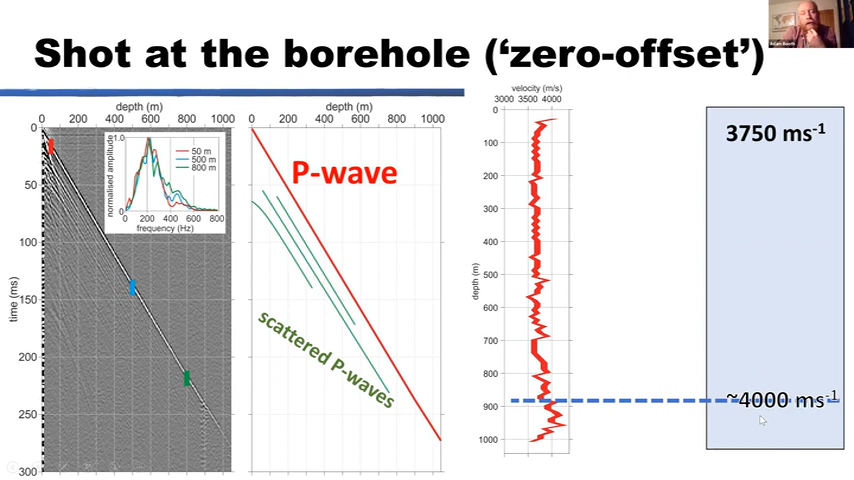 Shot at the borehole (‘zero-offset’)
Adam Booth
depth (m)
0 200 400 600 800 1000
time (ms)
0
50
100
150
200
250
300
normalised amplitude
1.0
0
50 m
500 m
800 m
0 200 400 600 800
frequency (Hz)
depth (m)
0 200 400 600 800 1000
P-wave
scattered P-waves
velocity (m/s)
3000 3500 4000
depth (m)
0
100
200
300
400
500
600
700
800
900
1000
3750 ms-1
~4000 ms-1